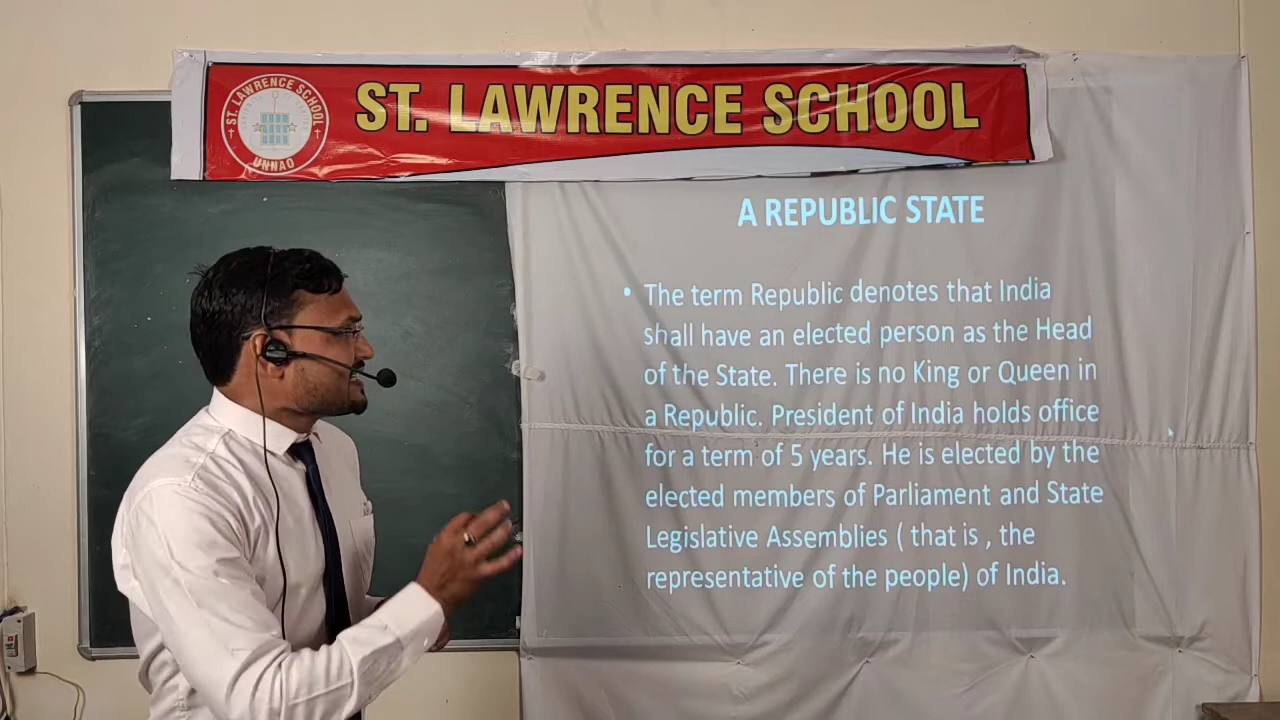 ST. LAWRENCE SCHOOL
ST. LAWRENCE SCHOOL
UNNAO
A REPUBLIC STATE
• The term Republic denotes that India
shall have an elected person as the Head
of the State. There is no King or Queen in
a Republic. President of India holds office
for a term of 5 years. He is elected by the
elected members of Parliament and State
Legislative Assemblies ( that is , the
representative of the people) of India.